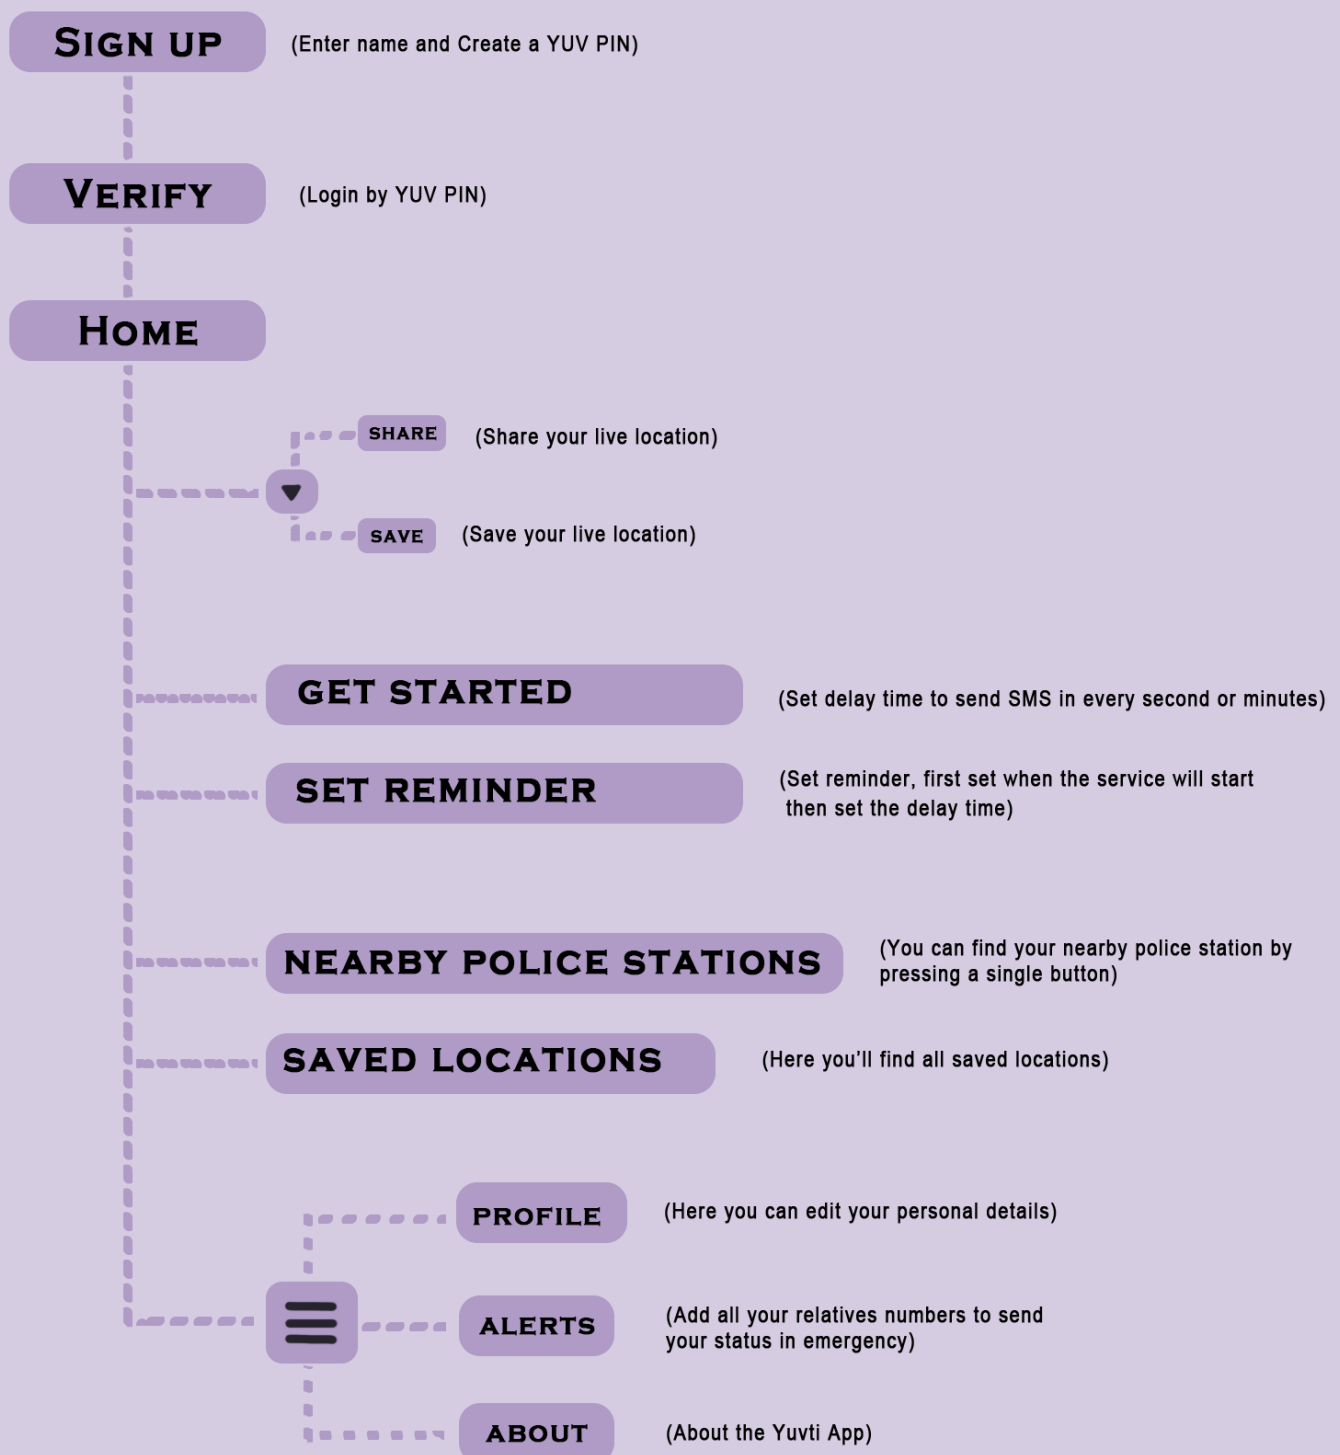 SIGN UP (Enter name and Create a YUV PIN)
VERIFY (Login by YUV PIN)
HOME
SHARE (Share your live location)
SAVE (Save your live location)
GET STARTED (Set delay time to send SMS in every second or minutes)
SET REMINDER (Set reminder, first set when the service will start
then set the delay time)
NEARBY POLICE STATIONS (You can find your nearby police station by
pressing a single button)
SAVED LOCATIONS (Here you'll find all saved locations)
PROFILE (Here you can edit your personal details)
ALERTS (Add all your relatives numbers to send
your status in emergency)
ABOUT (About the Yuvti App)